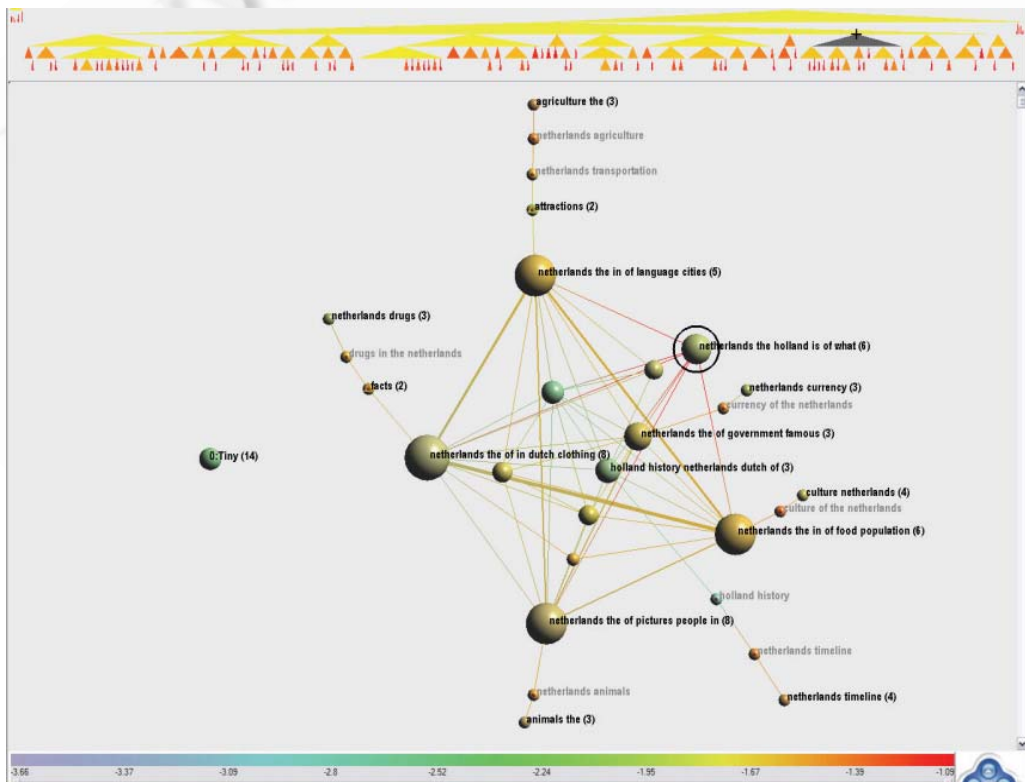 agriculture the (3)
netherlands agriculture
netherlands transportation
attractions (2)
netherlands the in of language cities (5)
netherlands drugs (3)
netherlands the holland is of what (6)
drugs in the netherlands
facts (2)
netherlands currency (3)
currency of the netherlands
netherlands the of government famous (3)
0:Tiny (14)
netherlands the of in dutch clothing (8)
holland history netherlands dutch of (3)
culture netherlands (4)
culture of the netherlands
netherlands the in of food population (6)
holland history
netherlands the of pictures people in (8)
netherlands timeline
netherlands animals
netherlands timeline (4)
animals the (3)
-3.66 -3.37 -3.09 -2.8 -2.52 -2.24 -1.95 -1.67 -1.39 -1.09